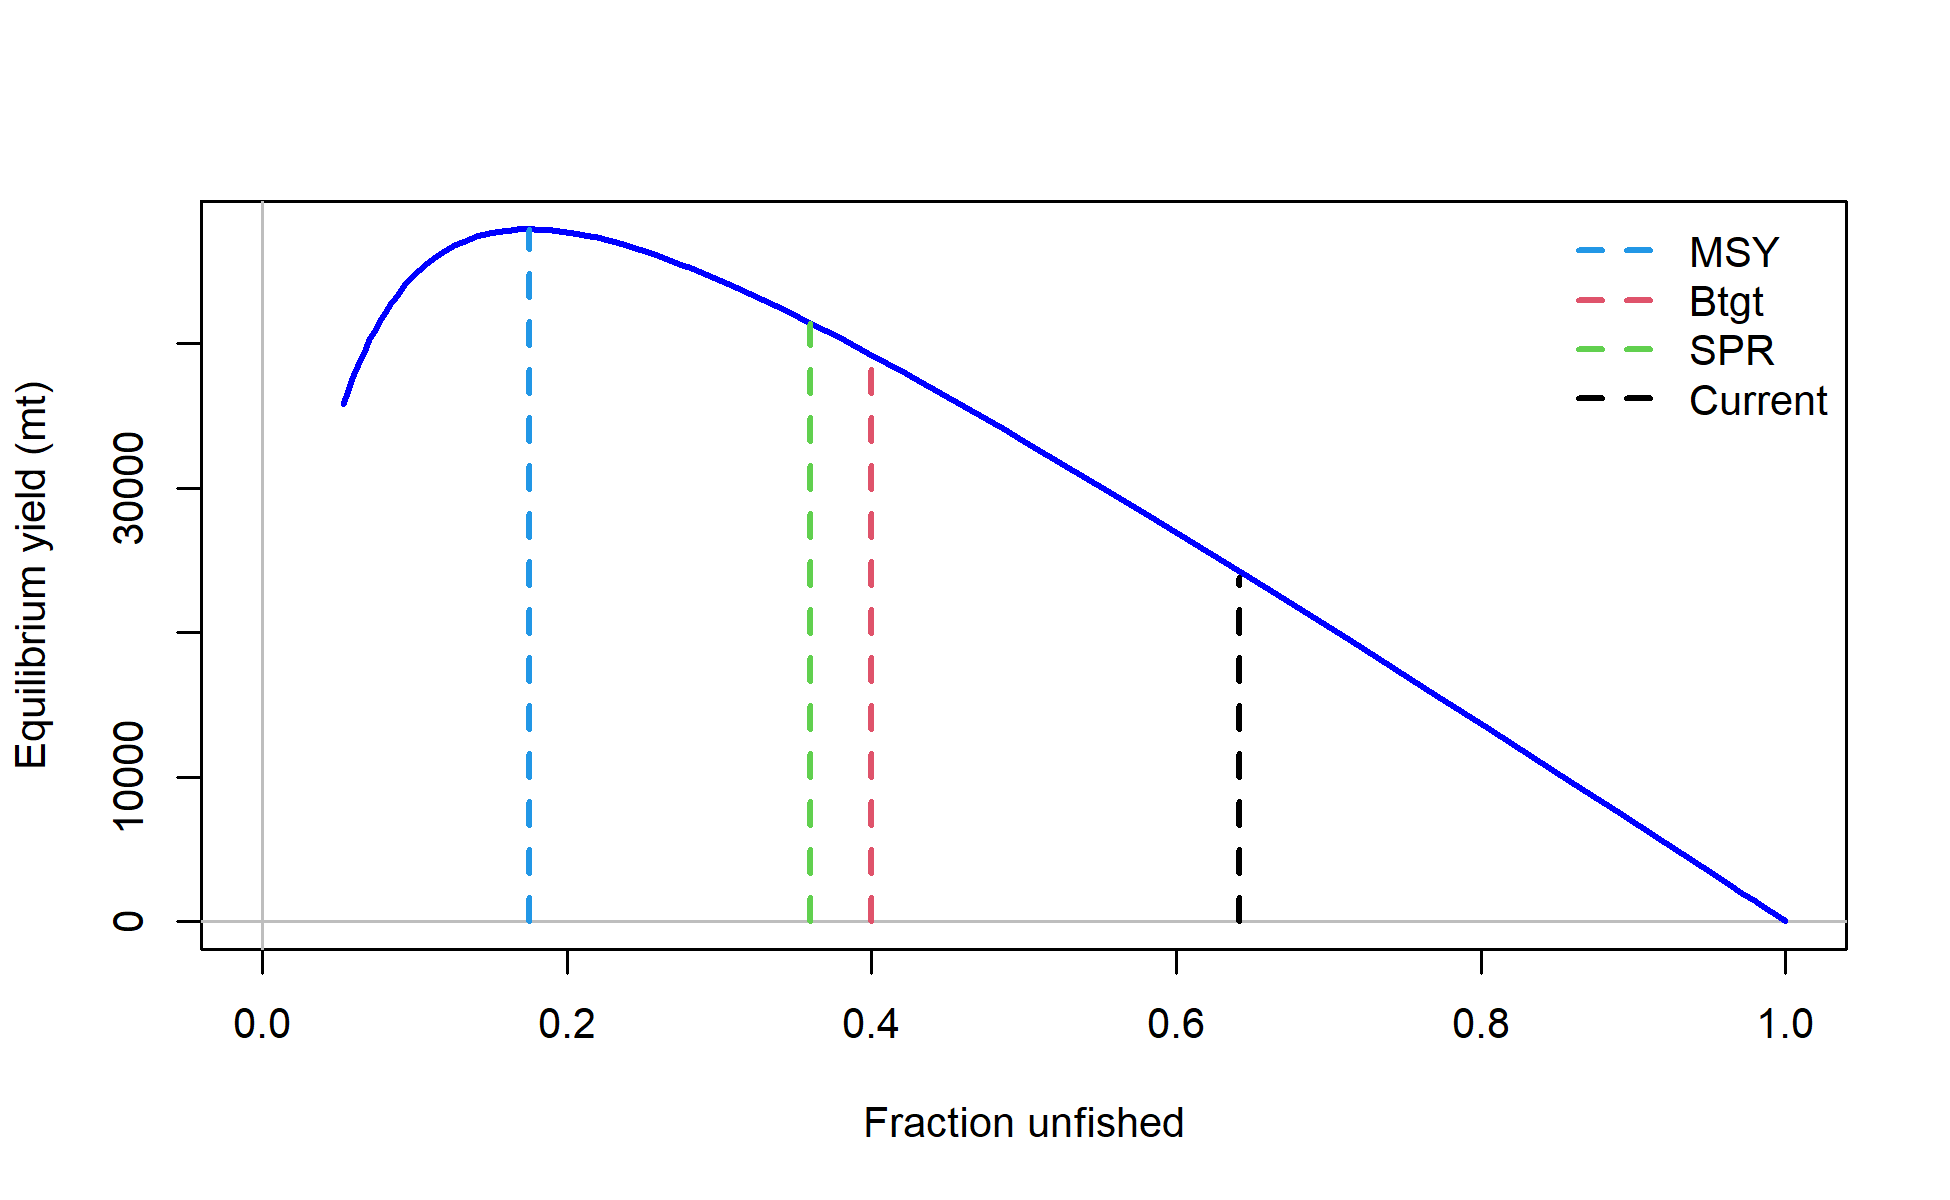 MSY
Btgt
SPR
Current
Equilibrium yield (mt)
30000
10000
0
0.0 0.2 0.4 0.6 0.8 1.0
Fraction unfished